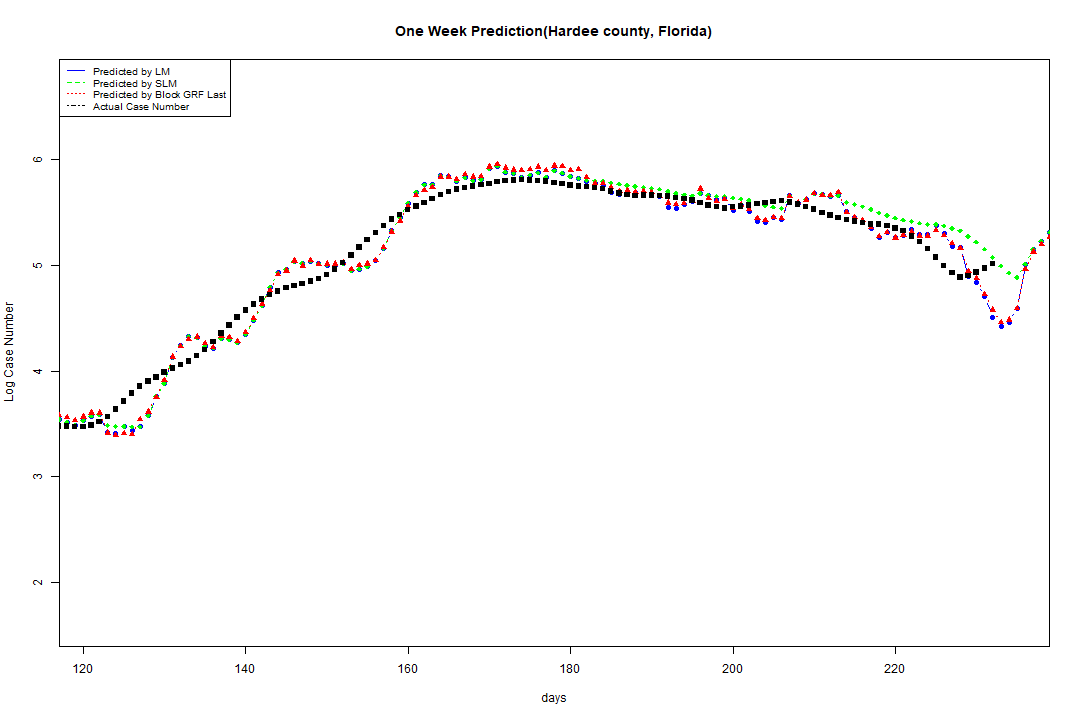 One Week Prediction(Hardee county, Florida)
Predicted by LM
Predicted by SLM
Predicted by Block GRF Last
Actual Case Number
6
5
4
3
2
Log Case Number
120 140 160 180 200 220
days